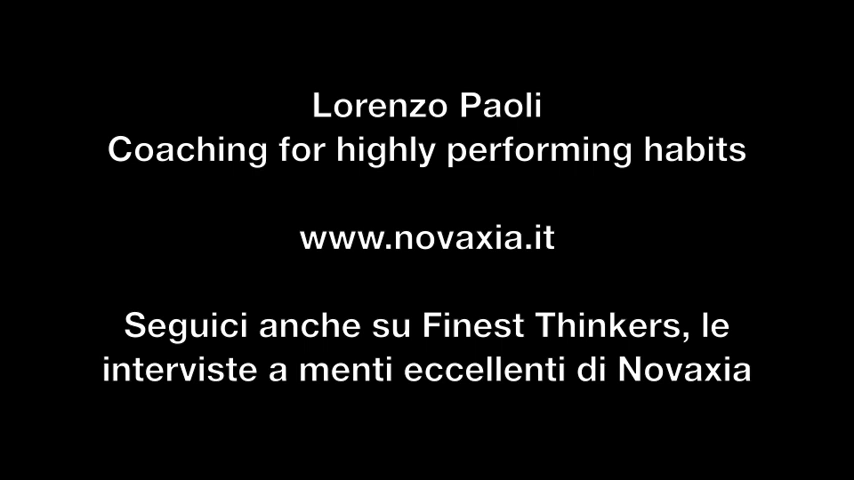 Lorenzo Paoli
Coaching for highly performing habits
www.novaxia.it
Seguici anche su Finest Thinkers, le
interviste a menti eccellenti di Novaxia